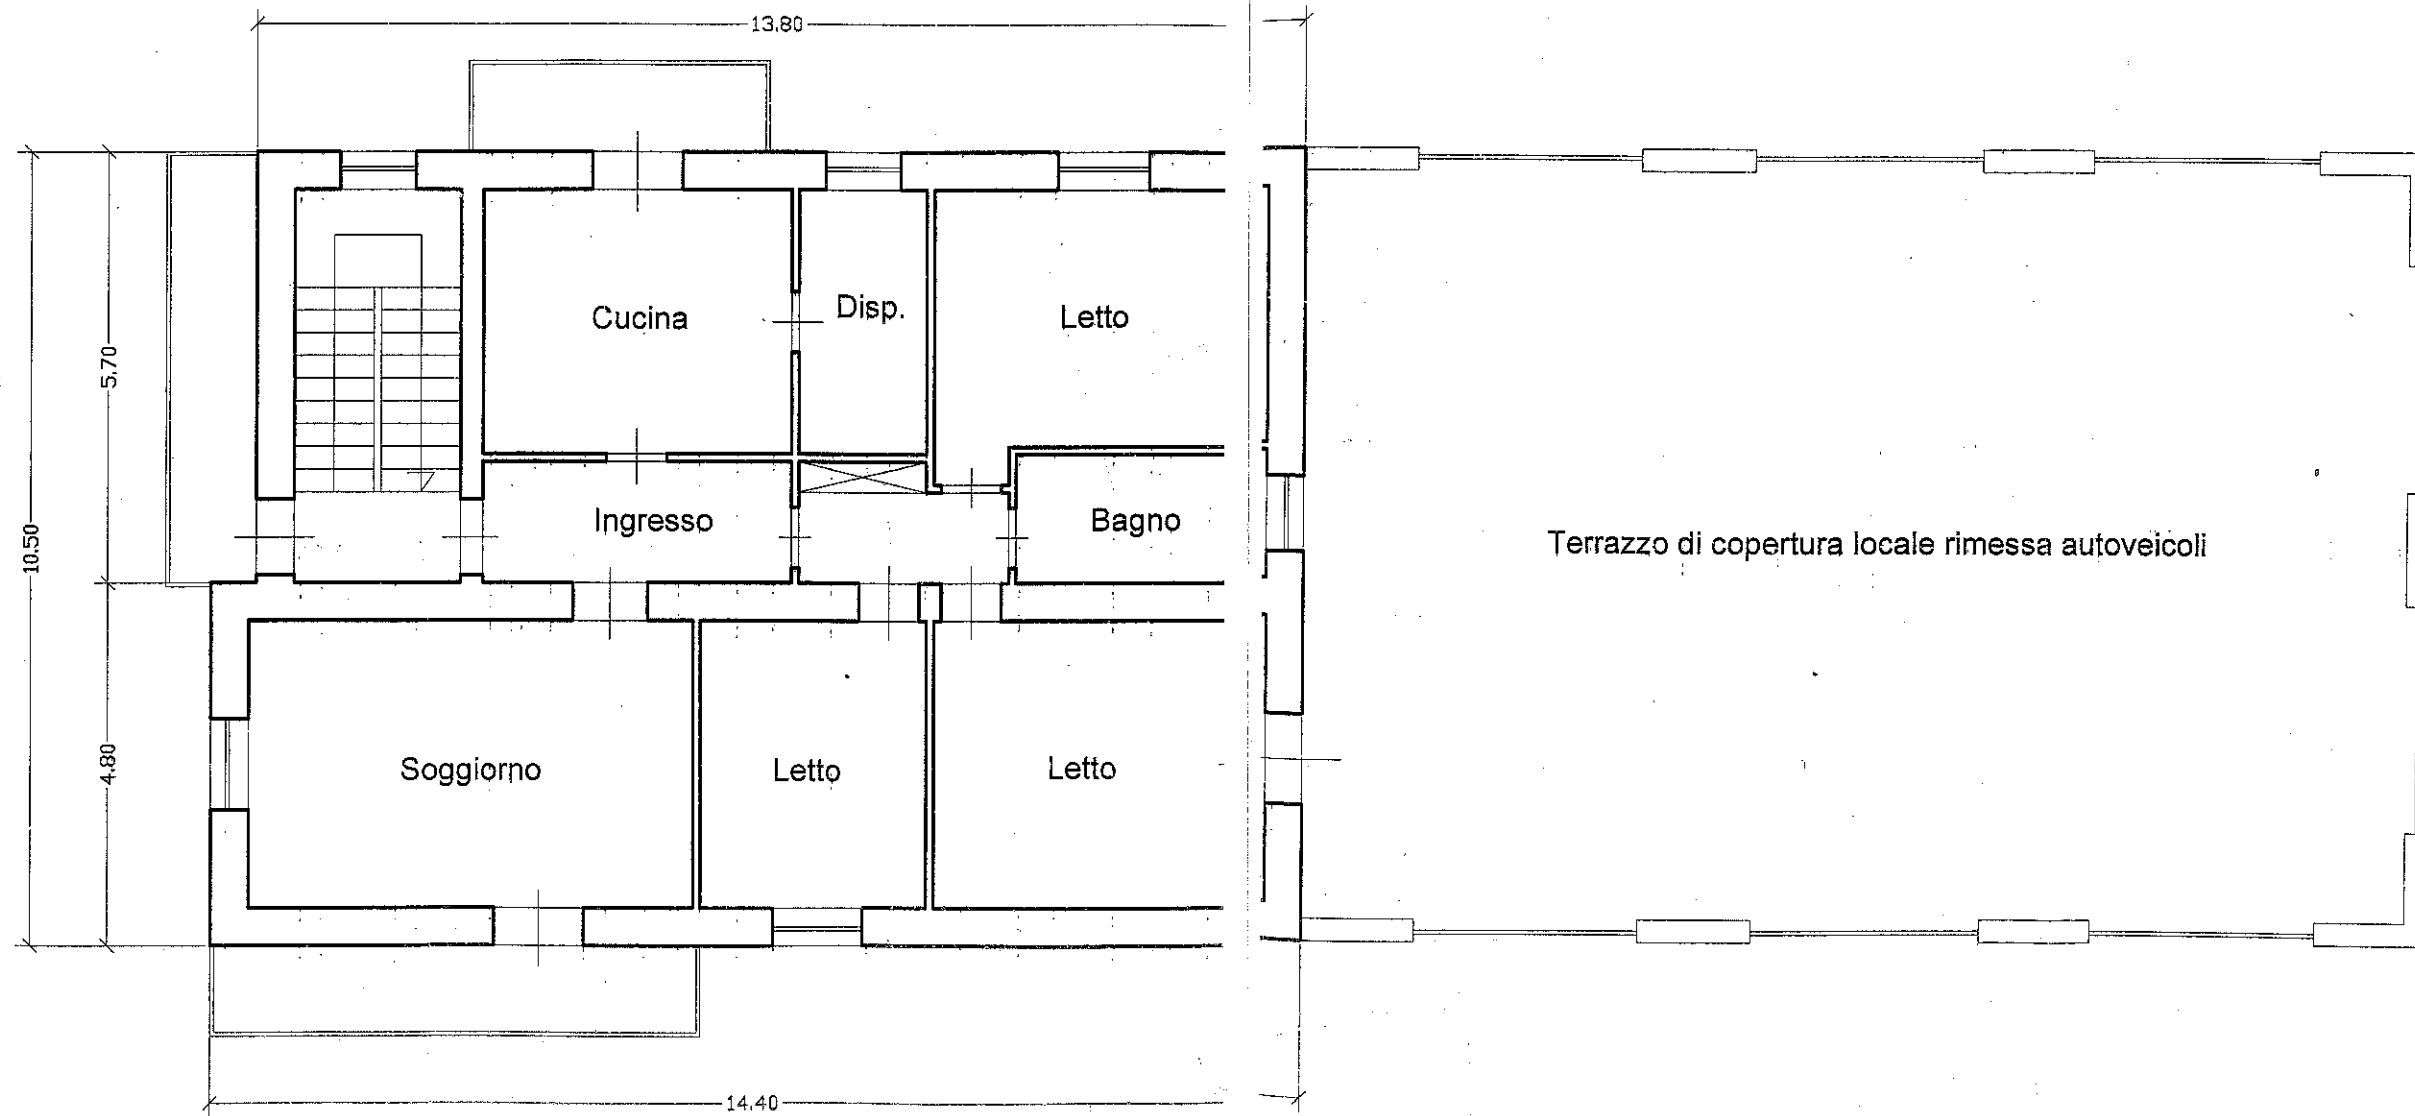 13.80
Cucina
Disp.
Letto
5.70
10.50
Ingresso
Bagno
Terrazzo di copertura locale rimessa autoveicoli
4.80
Soggiorno
Letto
Letto
14.40